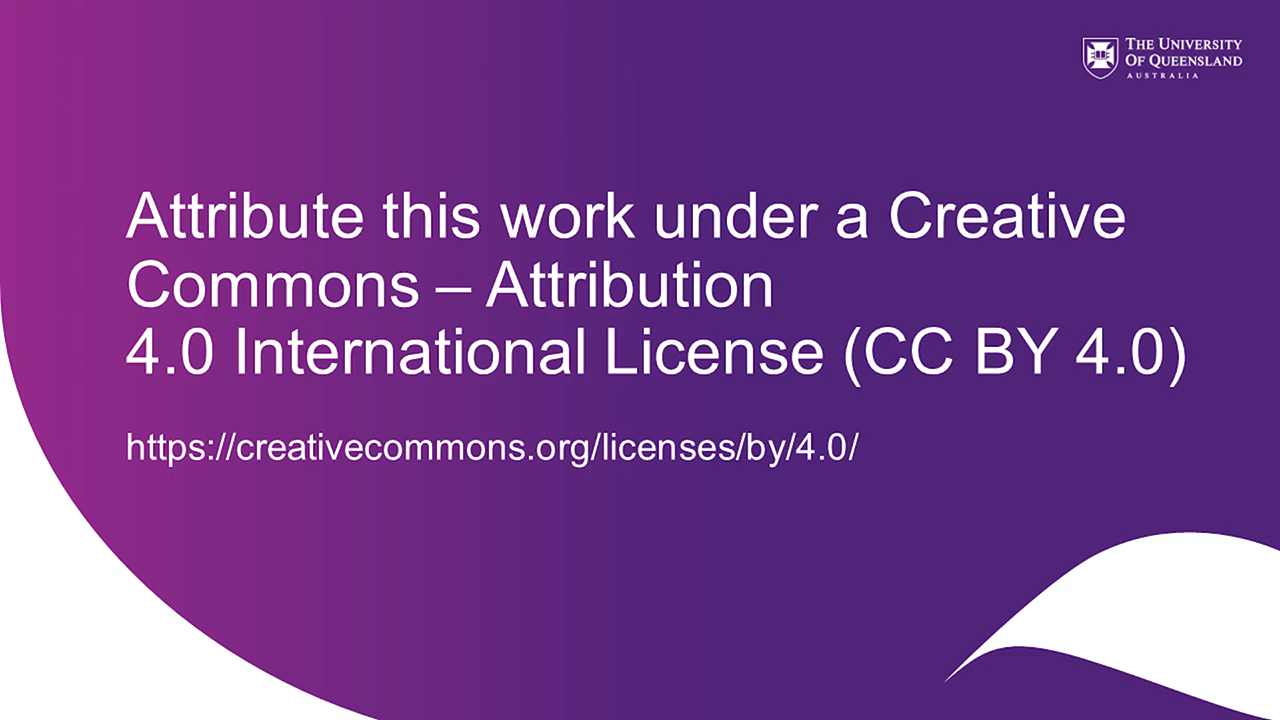 THE UNIVERSITY
OF QUEENSLAND
AUSTRALIA
Attribute this work under a Creative
Commons – Attribution
4.0 International License (CC BY 4.0)
https://creativecommons.org/licenses/by/4.0/